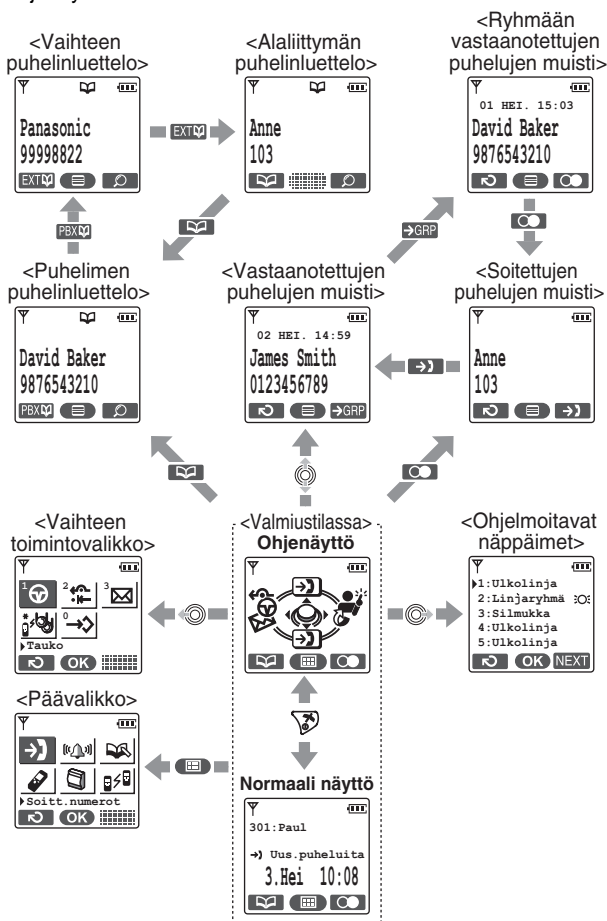 <Ryhmään
vastaanotettujen
puhelujen muisti>
<Vaihteen
puhelinluettelo>
<Alaliittymän
puhelinluettelo>
Panasonic
99998822
EXT
EXT
Anne
103
01 HEI. 15:03
David Baker
9876543210
PBX
→GRP
<Puhelimen
puhelinluettelo>
<Vastaanotettujen
puhelujen muisti>
<Soitettujen
puhelujen muisti>
David Baker
9876543210
PBX
02 HEI. 14:59
James Smith
0123456789
→GRP
Anne
103
<Vaihteen
toimintovalikko>
<Valmiustilassa>
Ohjenäyttö
<Ohjelmoitavat
näppäimet>
1 2 3
* 0
Tauko
OK
1:Ulkolinja
2:Linjaryhmä
3:Silmukka
4:Ulkolinja
5:Ulkolinja
OK NEXT
<Päävalikko>
Soitt.numerot
OK
Normaali näyttö
301:Paul
Uus.puheluita
3.Hei 10:08